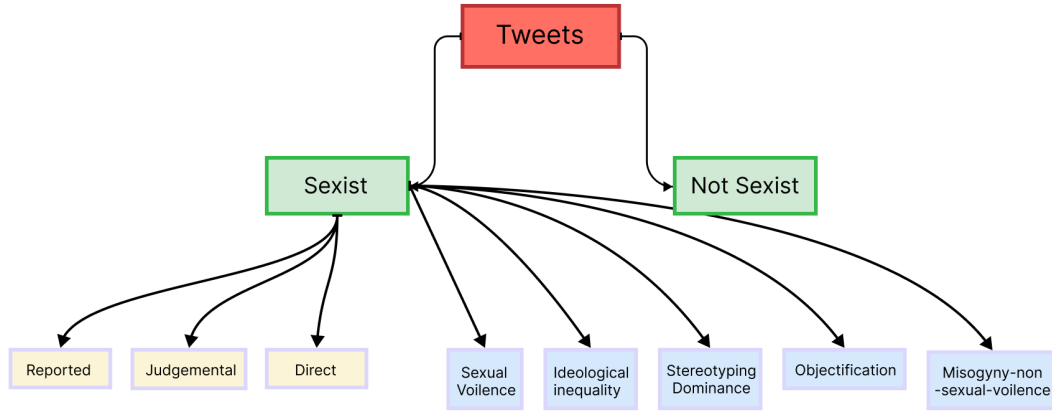 Tweets
Sexist
Not Sexist
Reported
Judgemental
Direct
Sexual
Voilence
Ideological
inequality
Stereotyping
Dominance
Objectification
Misogyny-non
-sexual-voilence